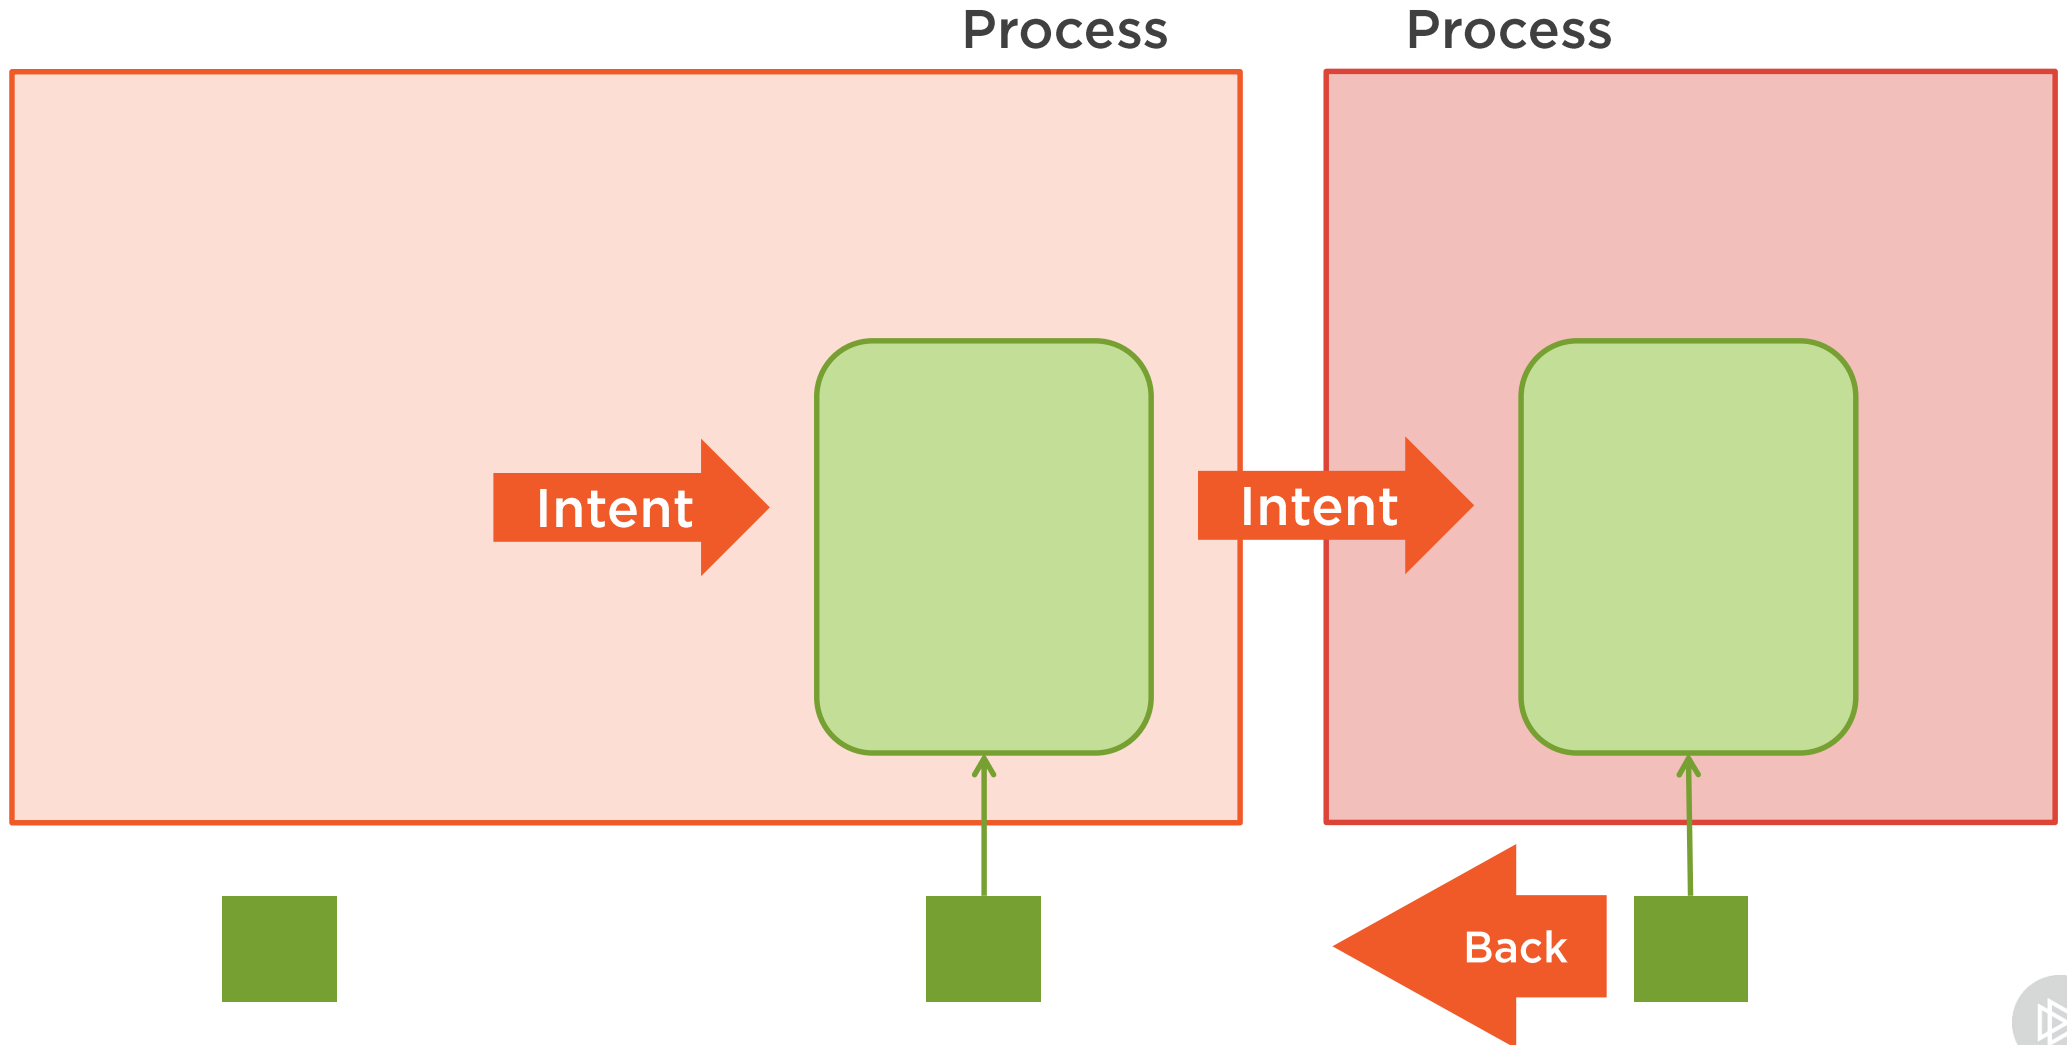 Process
Process
Intent
Intent
Back